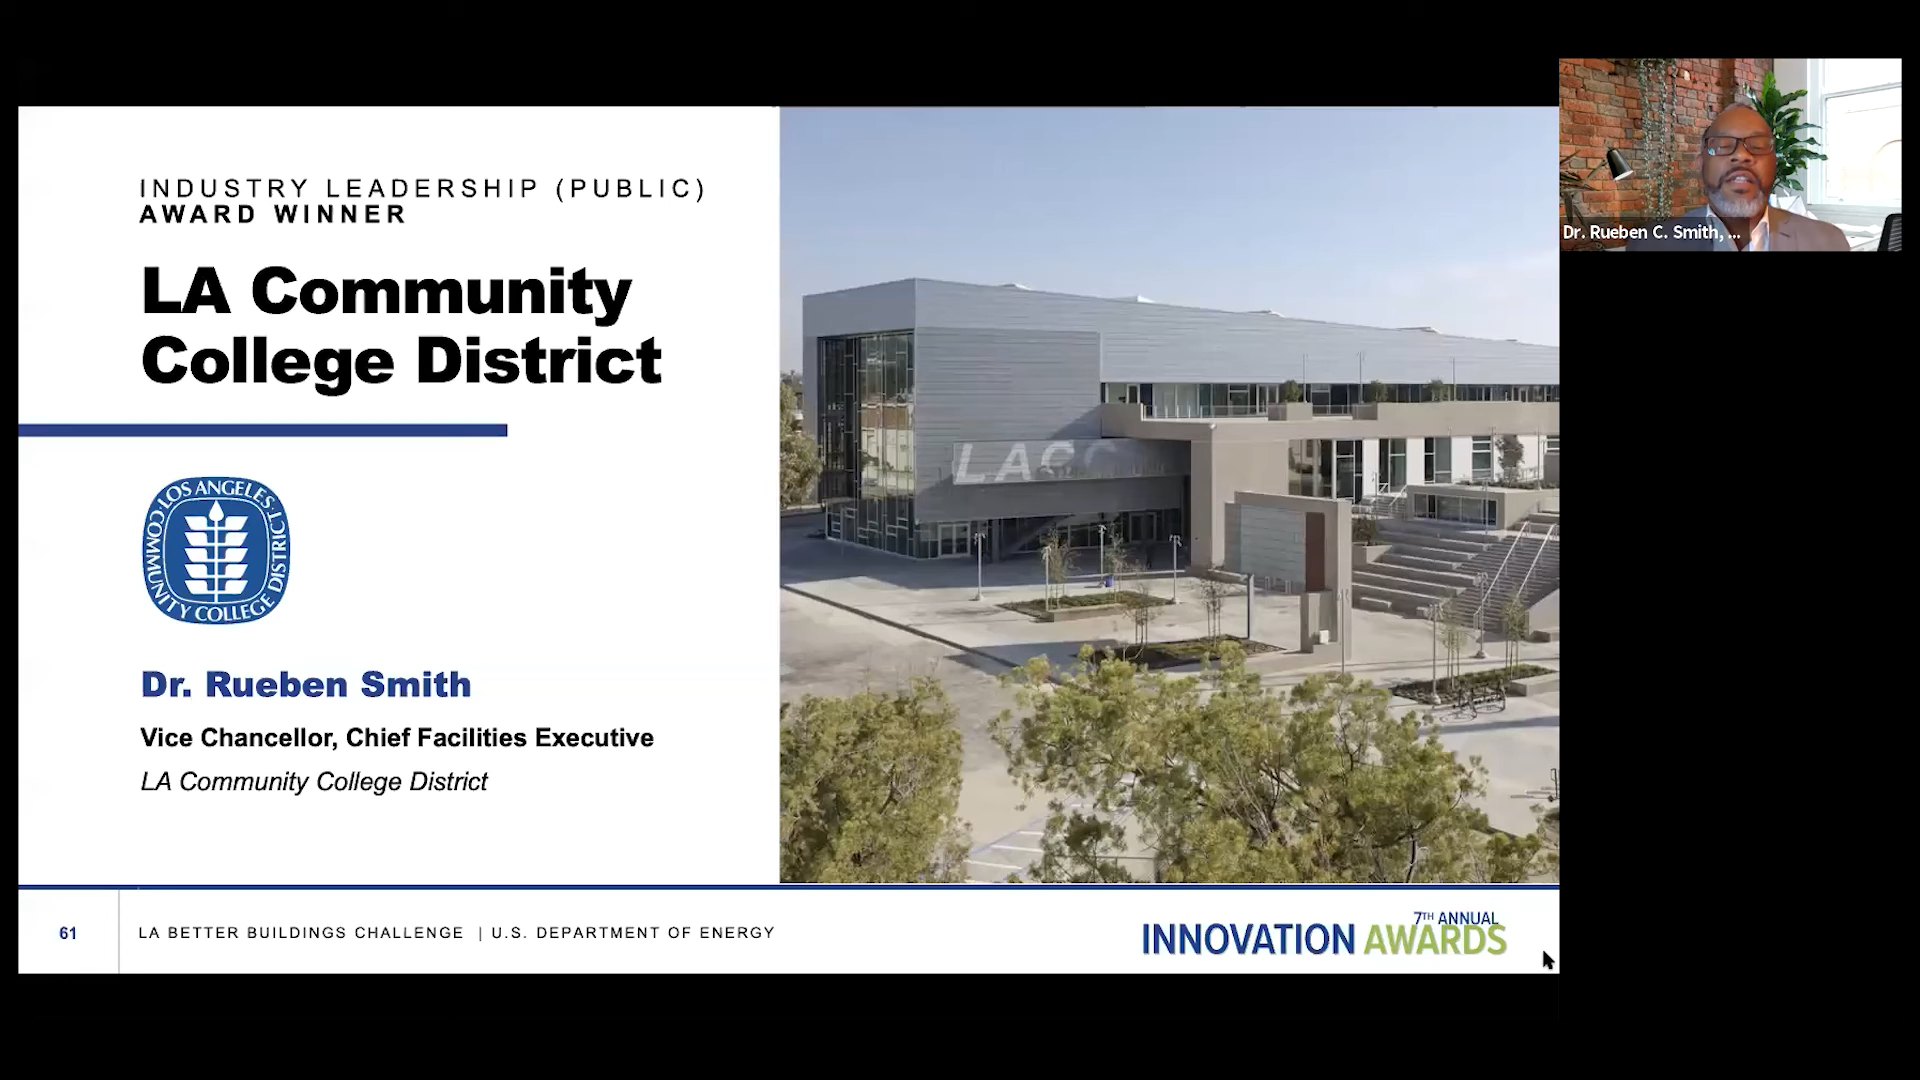 INDUSTRY LEADERSHIP (PUBLIC)
AWARD WINNER
LA Community
College District
LOS ANGELES
COMMUNITY COLLEGE DISTRICT
Dr. Rueben Smith
Vice Chancellor, Chief Facilities Executive
LA Community College District
61
LA BETTER BUILDINGS CHALLENGE | U.S. DEPARTMENT OF ENERGY
7TH ANNUAL
INNOVATION AWARDS
Dr. Rueben C. Smith, ...